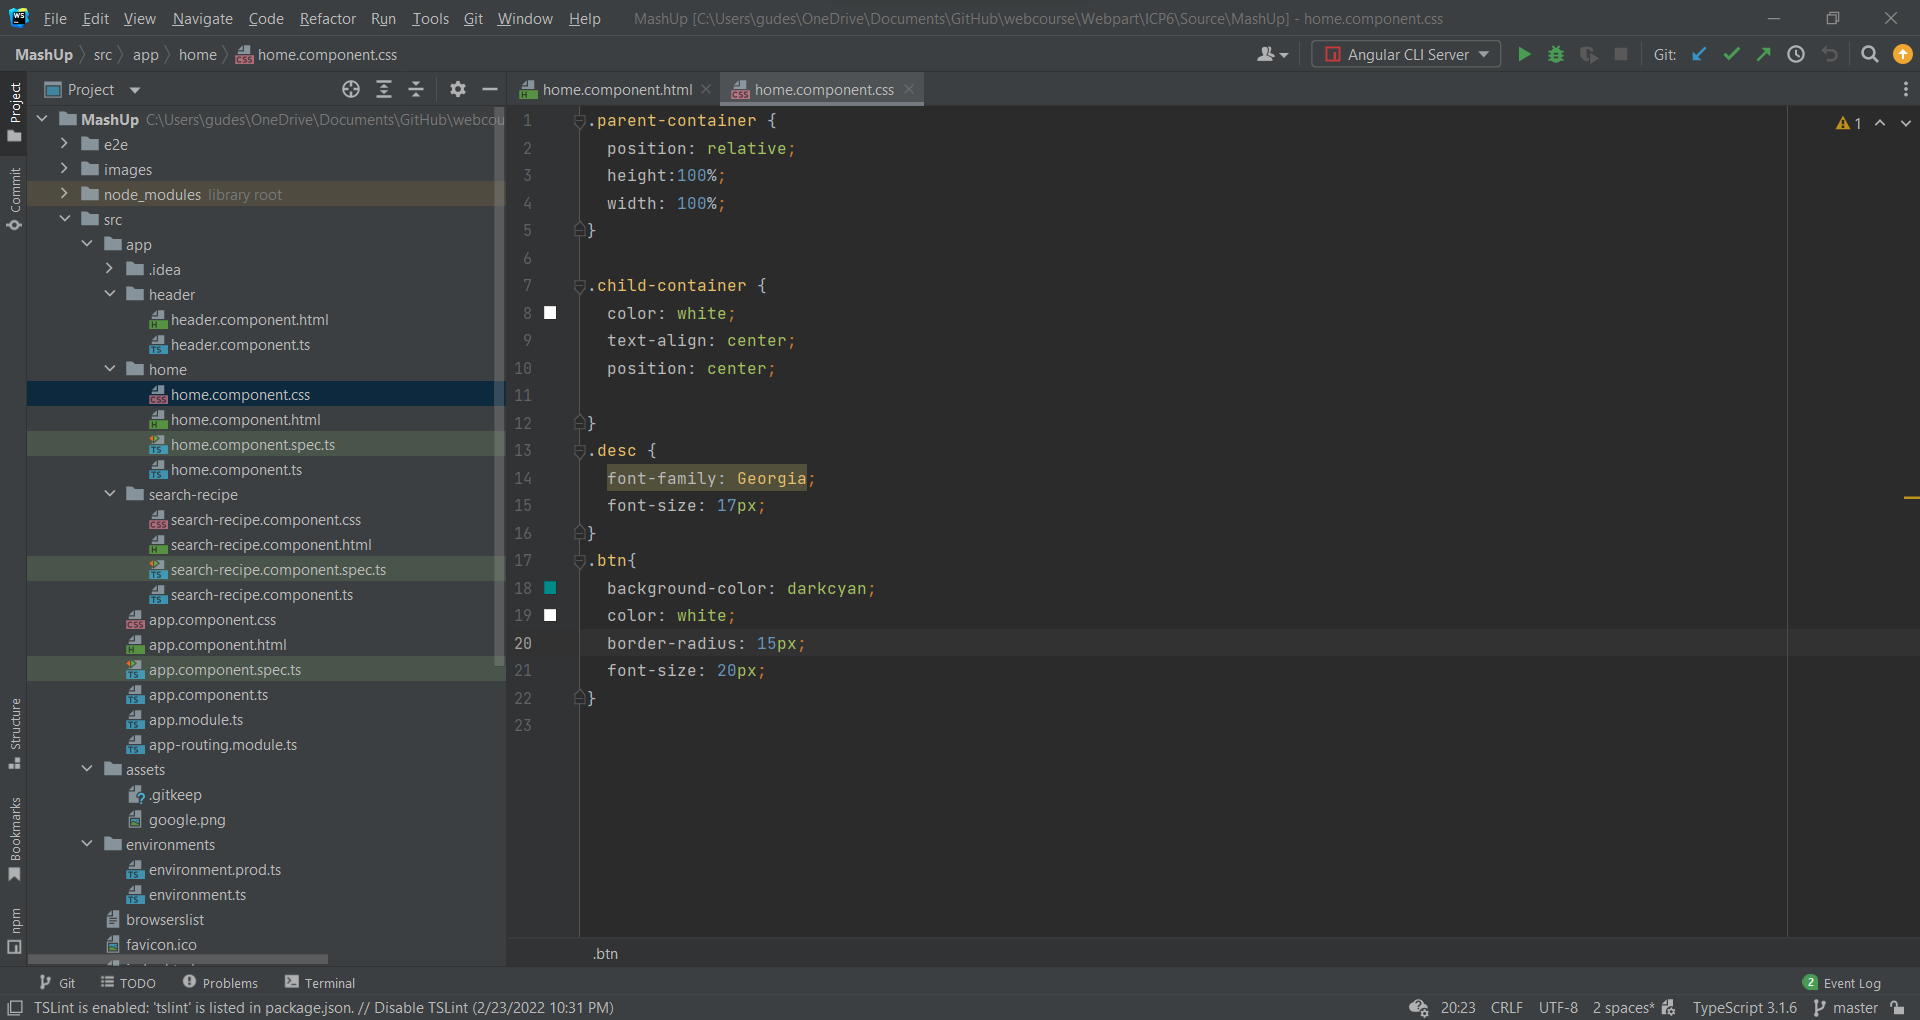 WS File Edit View Navigate Code Refactor Run Tools Git Window Help MashUp [C:\Users\gudes\OneDrive\Documents\GitHub\webcourse\Webpart\ICP6\Source\MashUp] - home.component.css
MashUp src app home home.component.css Angular CLI Server Git:
Project home.component.html home.component.css
MashUp C:\Users\gudes\OneDrive\Documents\GitHub\webcou
e2e
images
node_modules library root
src
app
.idea
header
header.component.html
header.component.ts
home
home.component.css
home.component.html
home.component.spec.ts
home.component.ts
search-recipe
search-recipe.component.css
search-recipe.component.html
search-recipe.component.spec.ts
search-recipe.component.ts
app.component.css
app.component.html
app.component.spec.ts
app.component.ts
app.module.ts
app-routing.module.ts
assets
.gitkeep
google.png
environments
environment.prod.ts
environment.ts
browserslist
favicon.ico
Project
Commit
Structure
Bookmarks
npm
1 .parent-container {
2 position: relative;
3 height:100%;
4 width: 100%;
5 }
6
7 .child-container {
8 color: white;
9 text-align: center;
10 position: center;
11
12 }
13 .desc {
14 font-family: Georgia;
15 font-size: 17px;
16 }
17 .btn{
18 background-color: darkcyan;
19 color: white;
20 border-radius: 15px;
21 font-size: 20px;
22 }
23
1
.btn
Git TODO Problems Terminal 2 Event Log
TSLint is enabled: 'tslint' is listed in package.json. // Disable TSLint (2/23/2022 10:31 PM) 20:23 CRLF UTF-8 2 spaces* TypeScript 3.1.6 master